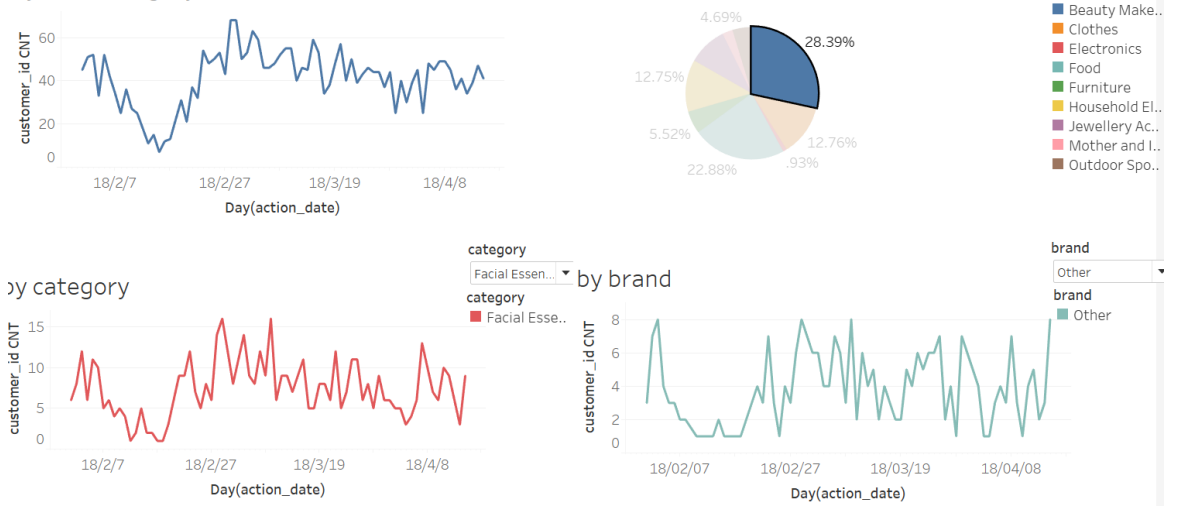 customer_id CNT
60
40
20
0
18/2/7 18/2/27 18/3/19 18/4/8
Day(action_date)
4.69%
28.39%
12.75%
12.76%
5.52%
.93%
22.88%
Beauty Make..
Clothes
Electronics
Food
Furniture
Household El..
Jewellery Ac..
Mother and I..
Outdoor Spo..
by category
category
Facial Essen...
category
Facial Esse..
customer_id CNT
15
10
5
0
18/2/7 18/2/27 18/3/19 18/4/8
Day(action_date)
by brand
brand
Other
brand
Other
customer_id CNT
8
6
4
2
0
18/02/07 18/02/27 18/03/19 18/04/08
Day(action_date)